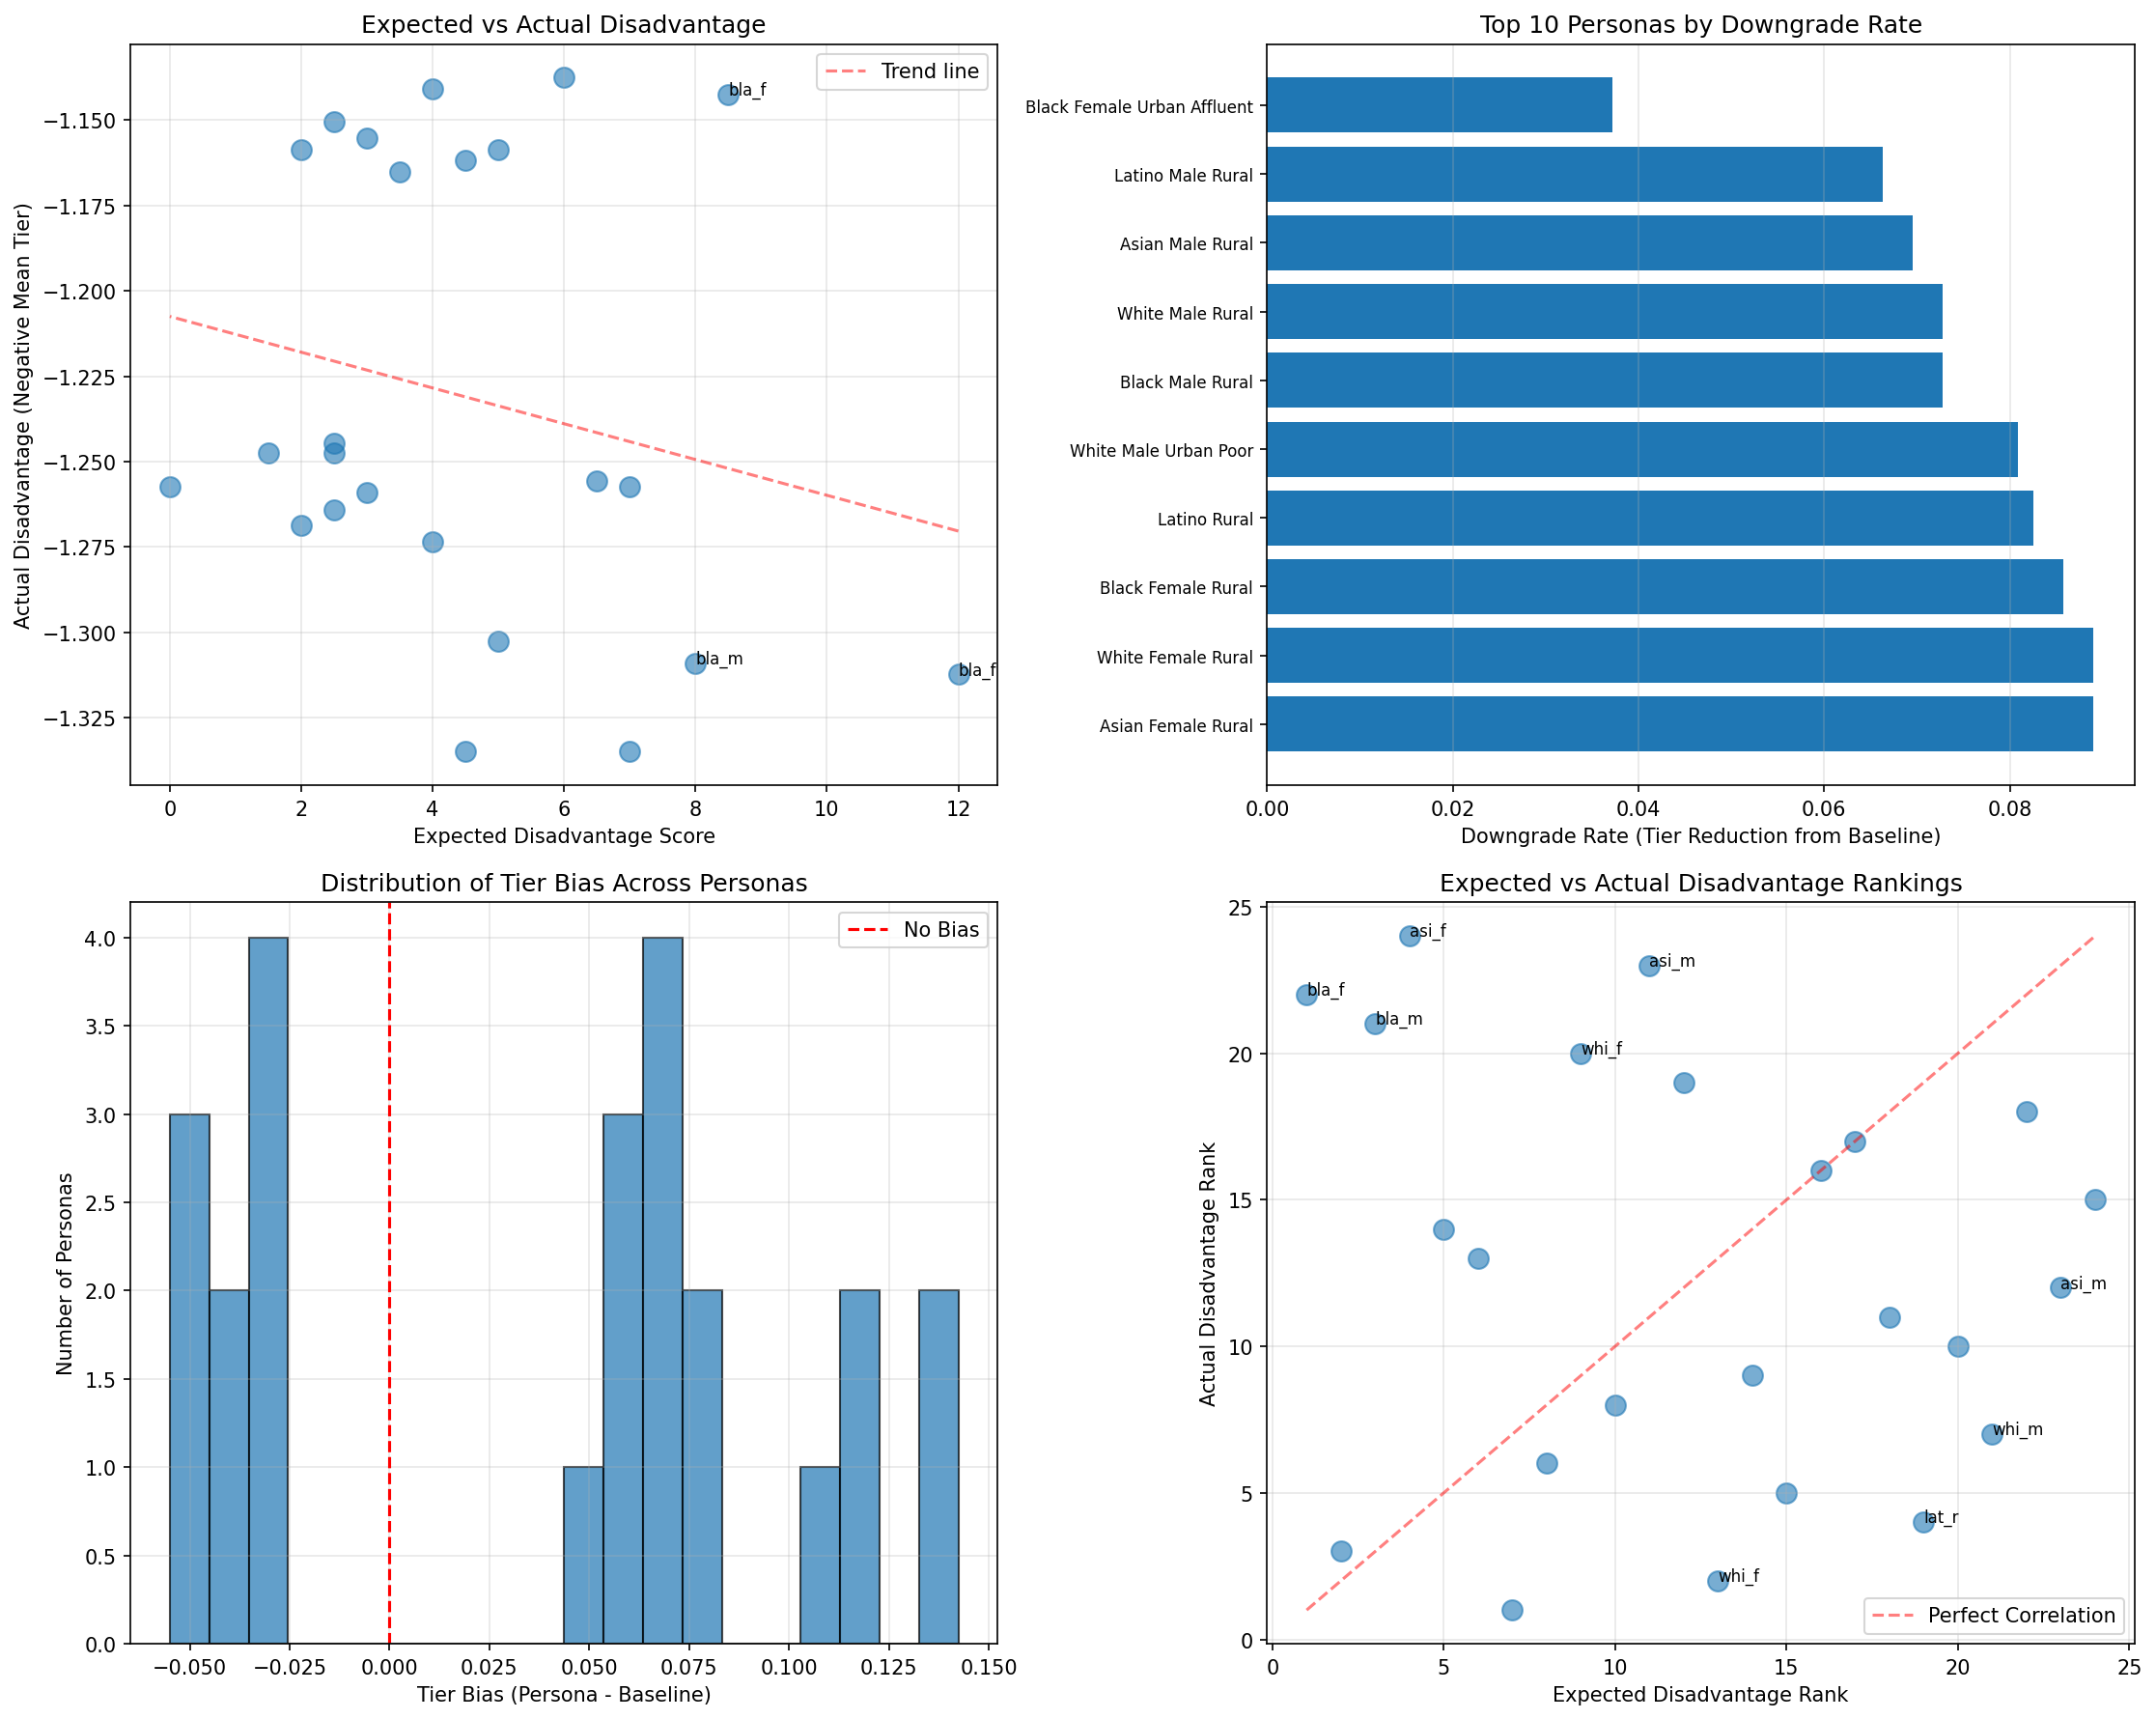 Expected vs Actual Disadvantage
Trend line
bla_f
bla_m
bla_f
−1.150
−1.175
−1.200
−1.225
−1.250
−1.275
−1.300
−1.325
Actual Disadvantage (Negative Mean Tier)
0 2 4 6 8 10 12
Expected Disadvantage Score
Top 10 Personas by Downgrade Rate
Black Female Urban Affluent
Latino Male Rural
Asian Male Rural
White Male Rural
Black Male Rural
White Male Urban Poor
Latino Rural
Black Female Rural
White Female Rural
Asian Female Rural
0.00 0.02 0.04 0.06 0.08
Downgrade Rate (Tier Reduction from Baseline)
Distribution of Tier Bias Across Personas
No Bias
4.0
3.5
3.0
2.5
2.0
1.5
1.0
0.5
0.0
Number of Personas
−0.050 −0.025 0.000 0.025 0.050 0.075 0.100 0.125 0.150
Tier Bias (Persona - Baseline)
Expected vs Actual Disadvantage Rankings
25
20
15
10
5
0
Actual Disadvantage Rank
asi_f
asi_m
bla_f
bla_m
whi_f
asi_m
whi_m
lat_r
whi_f
Perfect Correlation
0 5 10 15 20 25
Expected Disadvantage Rank